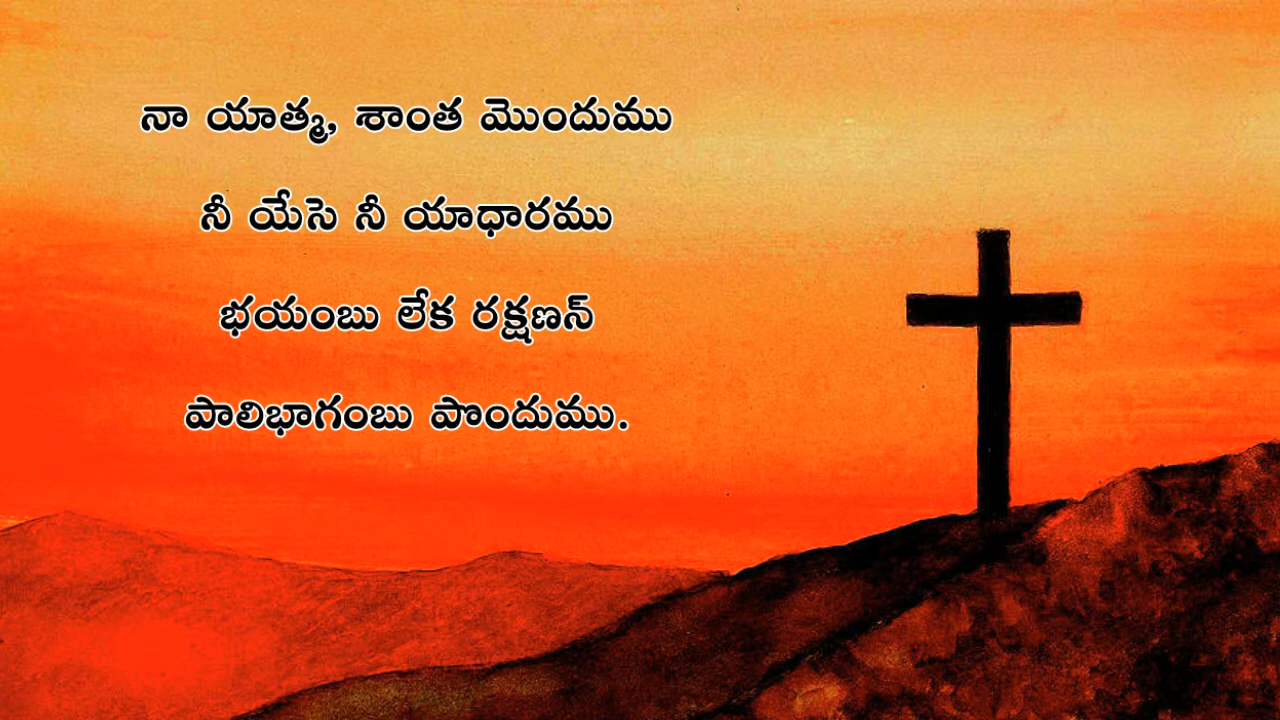 నా యాత్మ, శాంత మొందుము
నీ యేసె నీ యాధారము
భయంబు లేక రక్షణన్
పాలిభాగంబు పొందుము.